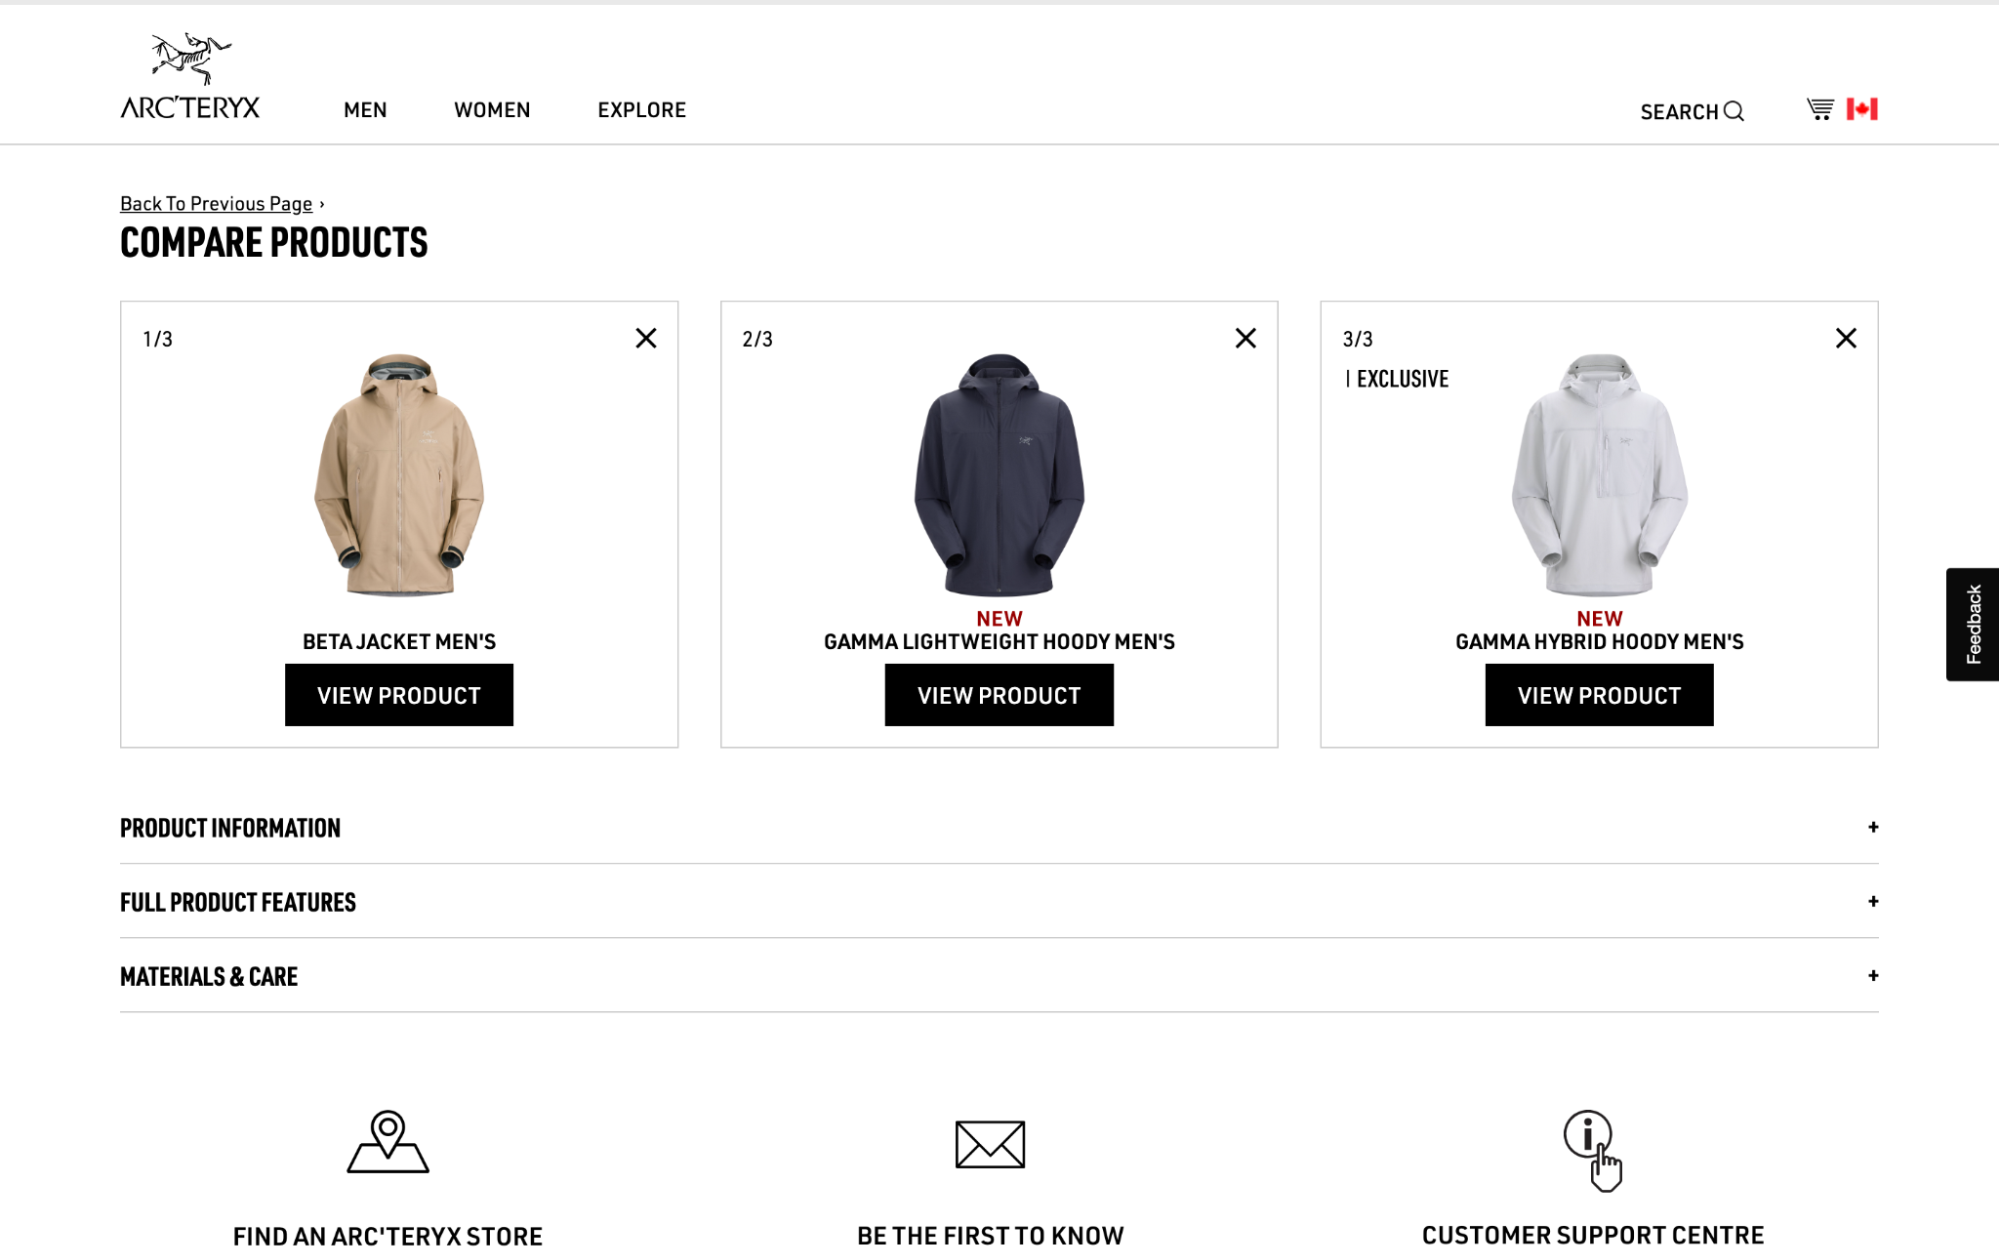 ARC'TERYX
MEN
WOMEN
EXPLORE
SEARCH
Back To Previous Page ›
COMPARE PRODUCTS
1/3
BETA JACKET MEN'S
VIEW PRODUCT
2/3
NEW
GAMMA LIGHTWEIGHT HOODY MEN'S
VIEW PRODUCT
3/3
| EXCLUSIVE
NEW
GAMMA HYBRID HOODY MEN'S
VIEW PRODUCT
Feedback
PRODUCT INFORMATION +
FULL PRODUCT FEATURES +
MATERIALS & CARE +
FIND AN ARC'TERYX STORE
BE THE FIRST TO KNOW
CUSTOMER SUPPORT CENTRE